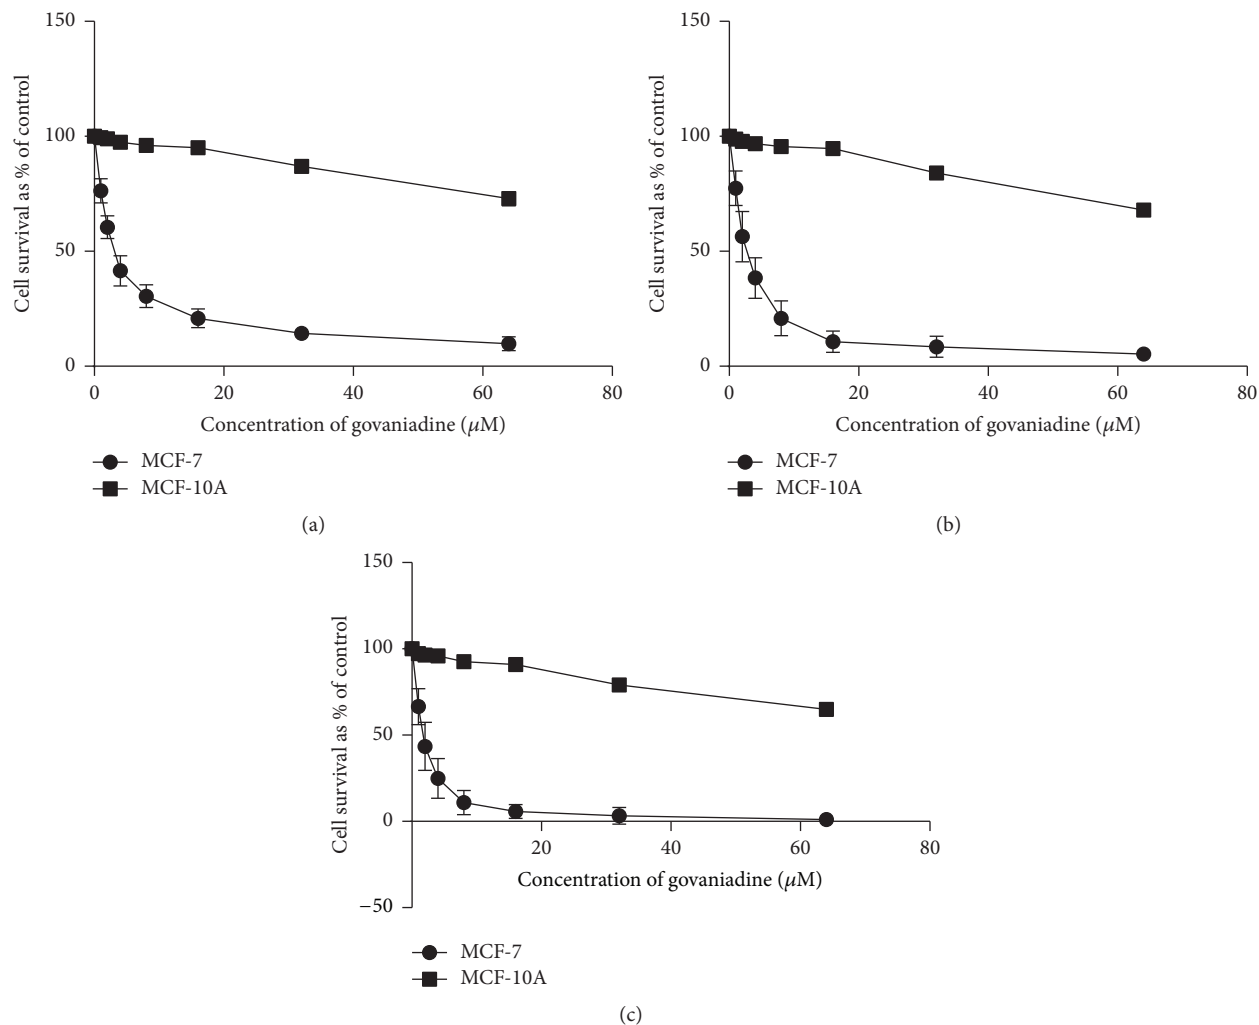 150
100
50
0
Cell survival as % of control
0
20
40
60
80
Concentration of govaniadine (μM)
MCF-7
MCF-10A
(a)
150
100
50
0
Cell survival as % of control
0
20
40
60
80
Concentration of govaniadine (μM)
MCF-7
MCF-10A
(b)
150
100
50
0
−50
Cell survival as % of control
20
40
60
80
Concentration of govaniadine (μM)
MCF-7
MCF-10A
(c)